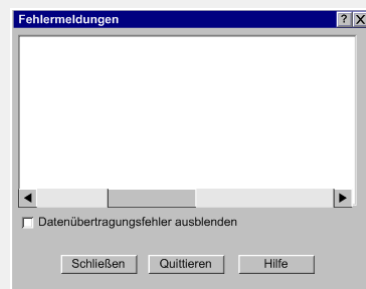 Fehlermeldungen
Datenübertragungsfehler ausblenden
Schließen Quittieren Hilfe